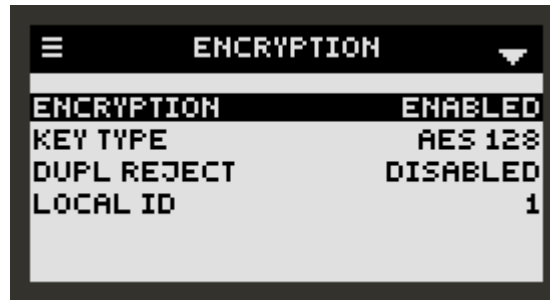 ENCRYPTION
ENCRYPTION ENABLED
KEY TYPE AES 128
DUPL REJECT DISABLED
LOCAL ID 1